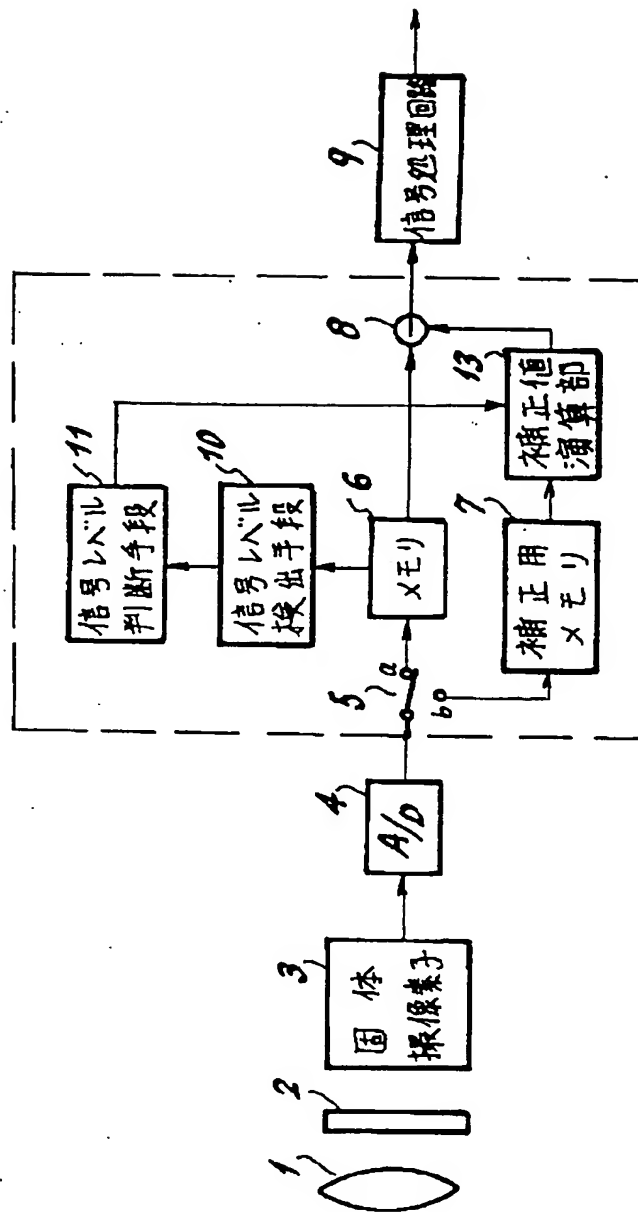 1
2
3
固体
撮像素子
4
A/D
5
a
b
6
メモリ
7
補正用
メモリ
8
9
信号処理回路
10
信号レベル
検出手段
11
信号レベル
判断手段
13
補正値
演算部